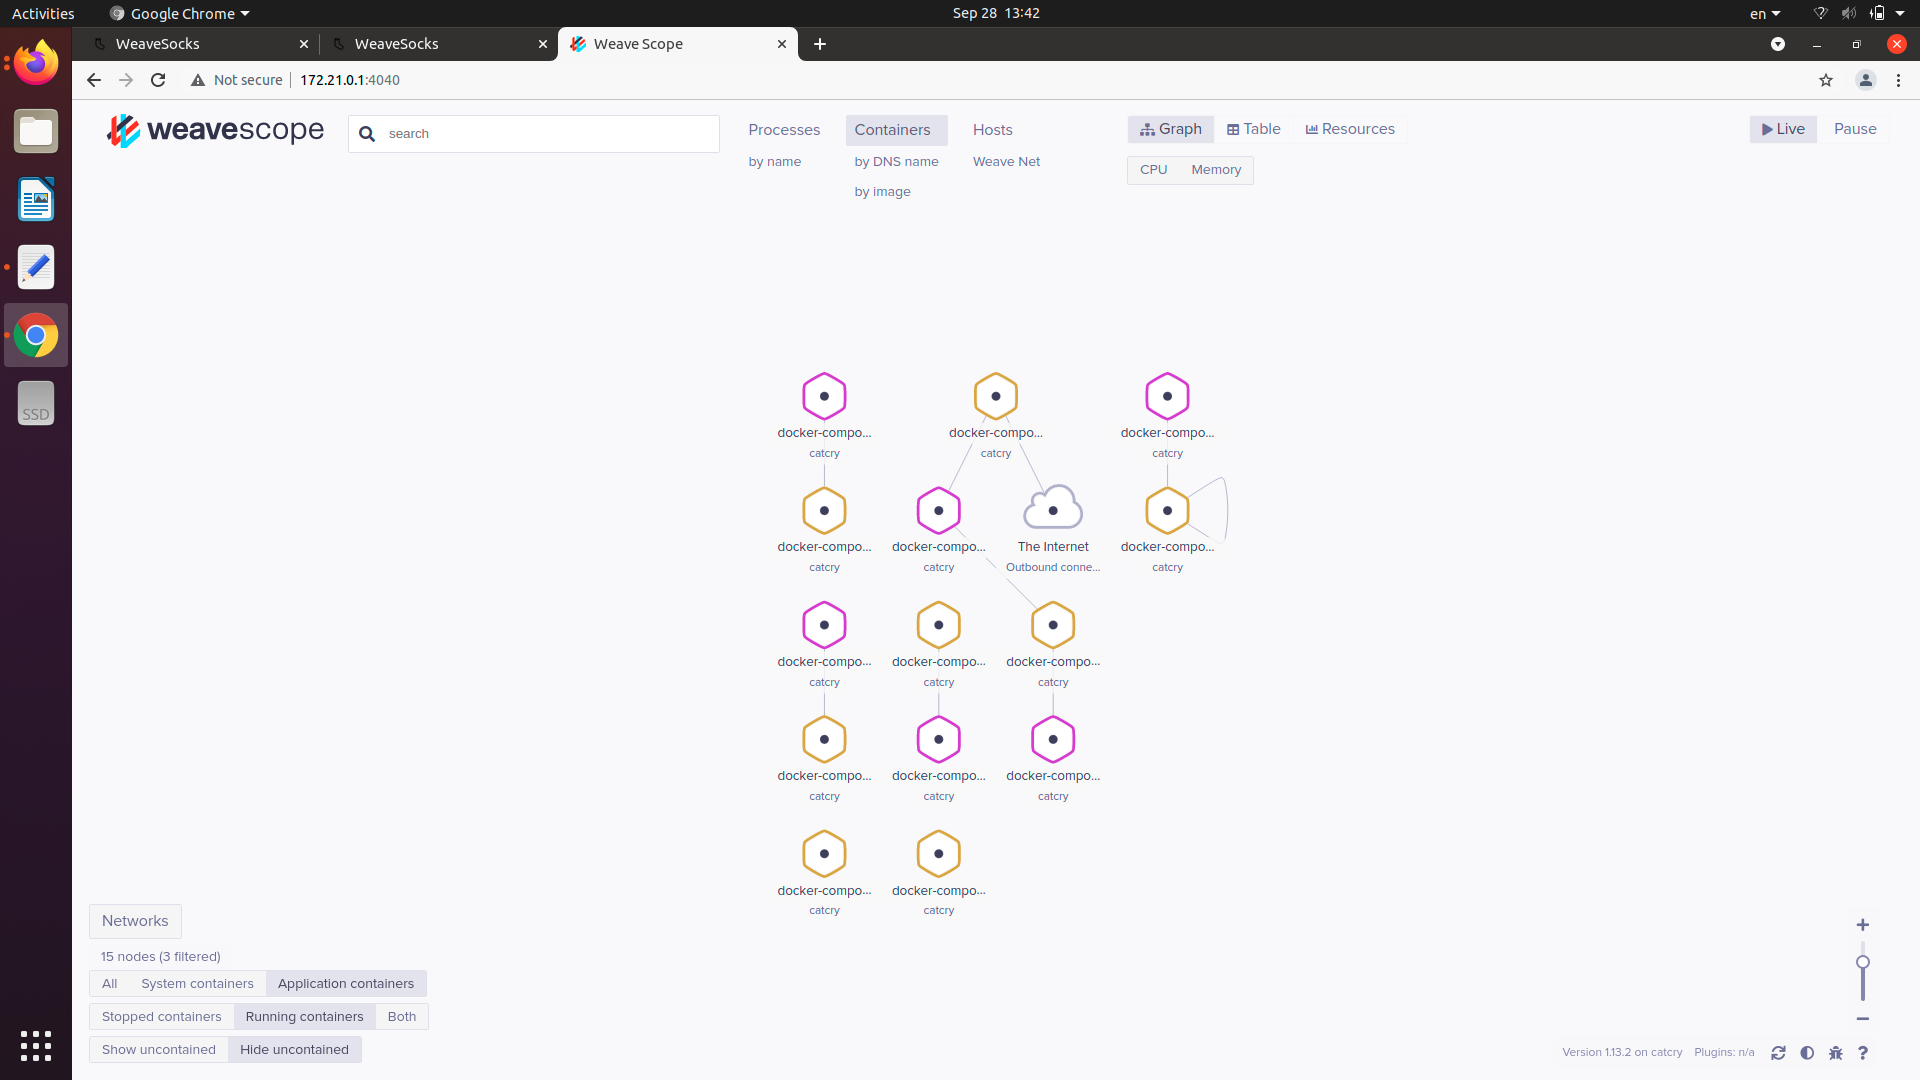 Activities
Google Chrome
Sep 28 13:42
en
WeaveSocks
WeaveSocks
Weave Scope
Not secure
172.21.0.1:4040
weavescope
search
Processes
Containers
Hosts
by name
by DNS name
Weave Net
by image
Graph
Table
Resources
CPU
Memory
Live
Pause
docker-compo...
catcry
docker-compo...
catcry
docker-compo...
catcry
docker-compo...
catcry
docker-compo...
catcry
The Internet
Outbound conne...
docker-compo...
catcry
docker-compo...
catcry
docker-compo...
catcry
docker-compo...
catcry
docker-compo...
catcry
docker-compo...
catcry
docker-compo...
catcry
docker-compo...
catcry
docker-compo...
catcry
SSD
Networks
15 nodes (3 filtered)
All
System containers
Application containers
Stopped containers
Running containers
Both
Show uncontained
Hide uncontained
Version 1.13.2 on catcry
Plugins: n/a